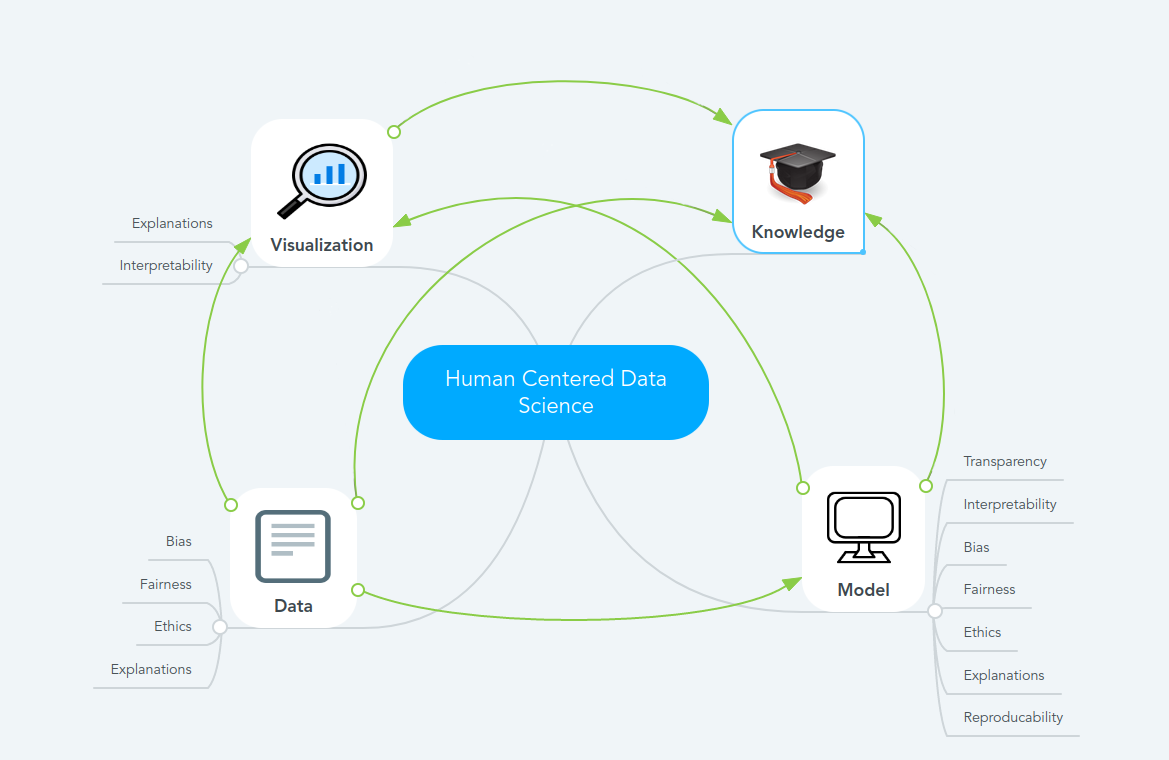 Explanations
Interpretability
Visualization
Knowledge
Human Centered Data
Science
Bias
Fairness
Ethics
Explanations
Data
Model
Transparency
Interpretability
Bias
Fairness
Ethics
Explanations
Reproducability